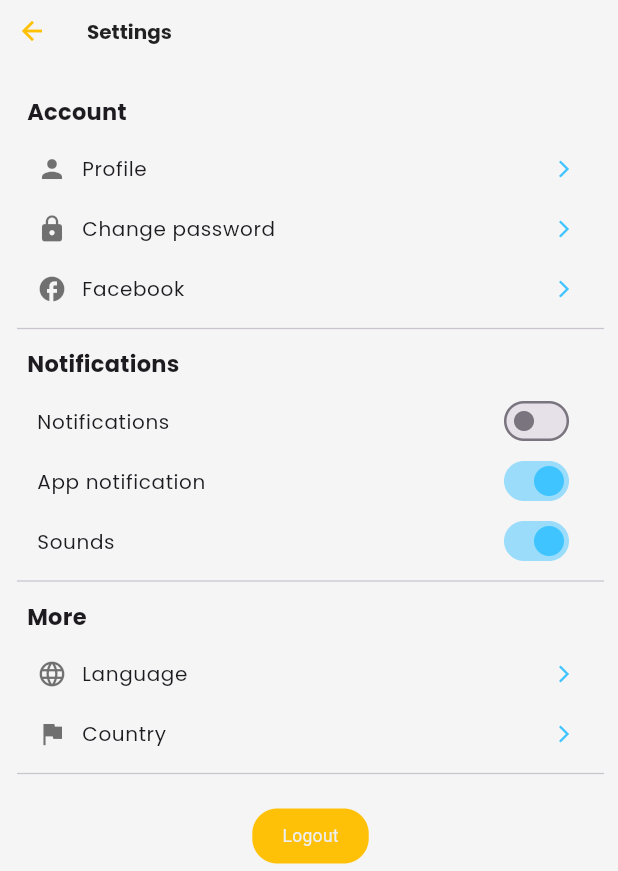 Settings
Account
Profile
Change password
Facebook
Notifications
Notifications
App notification
Sounds
More
Language
Country
Logout